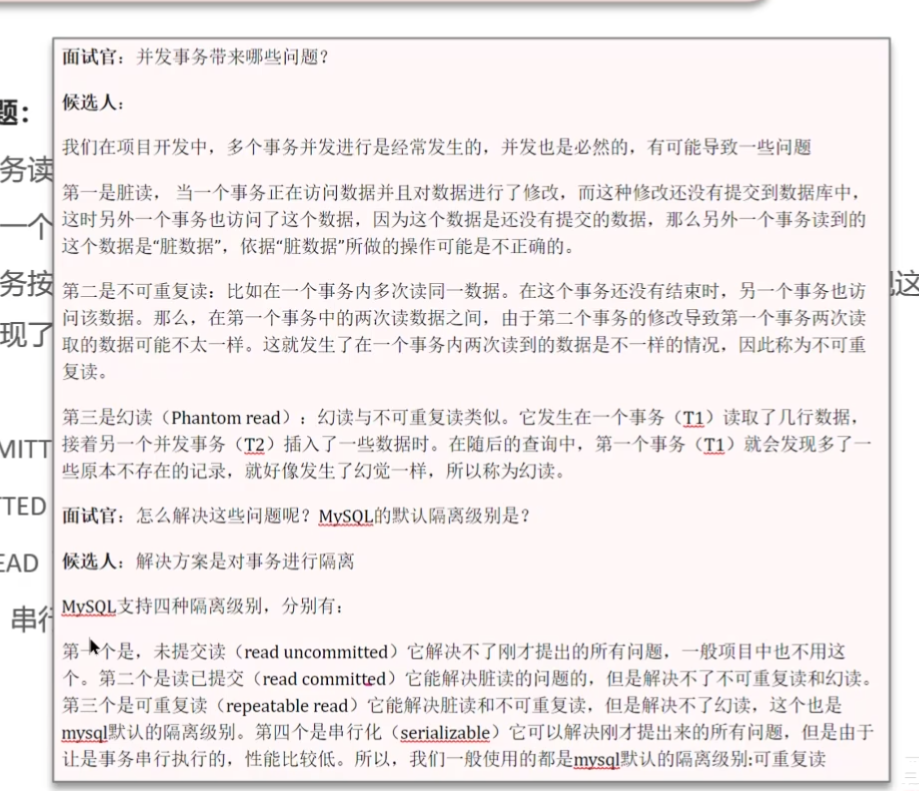 面试官：并发事务带来哪些问题？
候选人：
我们在项目开发中，多个事务并发进行是经常发生的，并发也是必然的，有可能导致一些问题
第一是脏读， 当一个事务正在访问数据并且对数据进行了修改，而这种修改还没有提交到数据库中，
这时另外一个事务也访问了这个数据，因为这个数据是还没有提交的数据，那么另外一个事务读到的
这个数据是“脏数据”，依据“脏数据”所做的操作可能是不正确的。
第二是不可重复读：比如在一个事务内多次读同一数据。在这个事务还没有结束时，另一个事务也访
问该数据。那么，在第一个事务中的两次读数据之间，由于第二个事务的修改导致第一个事务两次读
取的数据可能不太一样。这就发生了在一个事务内两次读到的数据是不一样的情况，因此称为不可重
复读。
第三是幻读（Phantom read）：幻读与不可重复读类似。它发生在一个事务（T1）读取了几行数据，
接着另一个并发事务（T2）插入了一些数据时。在随后的查询中，第一个事务（T1）就会发现多了一
些原本不存在的记录，就好像发生了幻觉一样，所以称为幻读。
面试官：怎么解决这些问题呢？MySQL的默认隔离级别是？
候选人：解决方案是对事务进行隔离
MySQL支持四种隔离级别，分别有：
第一个是，未提交读（read uncommitted）它解决不了刚才提出的所有问题，一般项目中也不用这
个。第二个是读已提交（read committed）它能解决脏读的问题的，但是解决不了不可重复读和幻读。
第三个是可重复读（repeatable read）它能解决脏读和不可重复读，但是解决不了幻读，这个也是
mysql默认的隔离级别。第四个是串行化（serializable）它可以解决刚才提出来的所有问题，但是由于
让是事务串行执行的，性能比较低。所以，我们一般使用的都是mysql默认的隔离级别:可重复读
题：
务读
一个
务按
现了
MITT
TED
EAD
串行